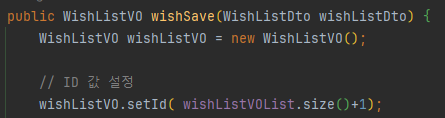 public WishListVO wishSave(WishListDto wishListDto) {
WishListVO wishListVO = new WishListVO();
// ID 값 설정
wishListVO.setId( wishListVOList.size()+1);